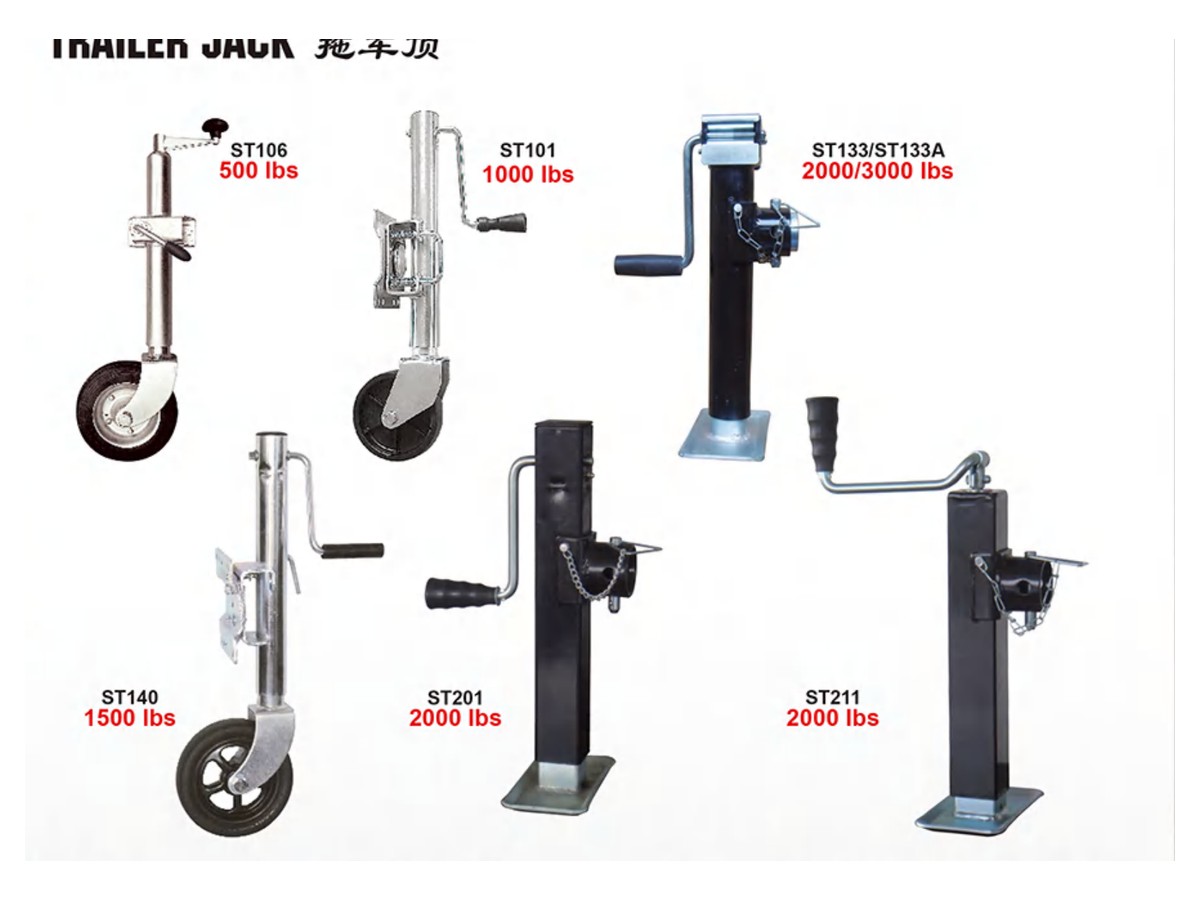 TRAILER JACK 拖车顶
ST106
500 lbs
ST101
1000 lbs
ST133/ST133A
2000/3000 lbs
ST140
1500 lbs
ST201
2000 lbs
ST211
2000 lbs